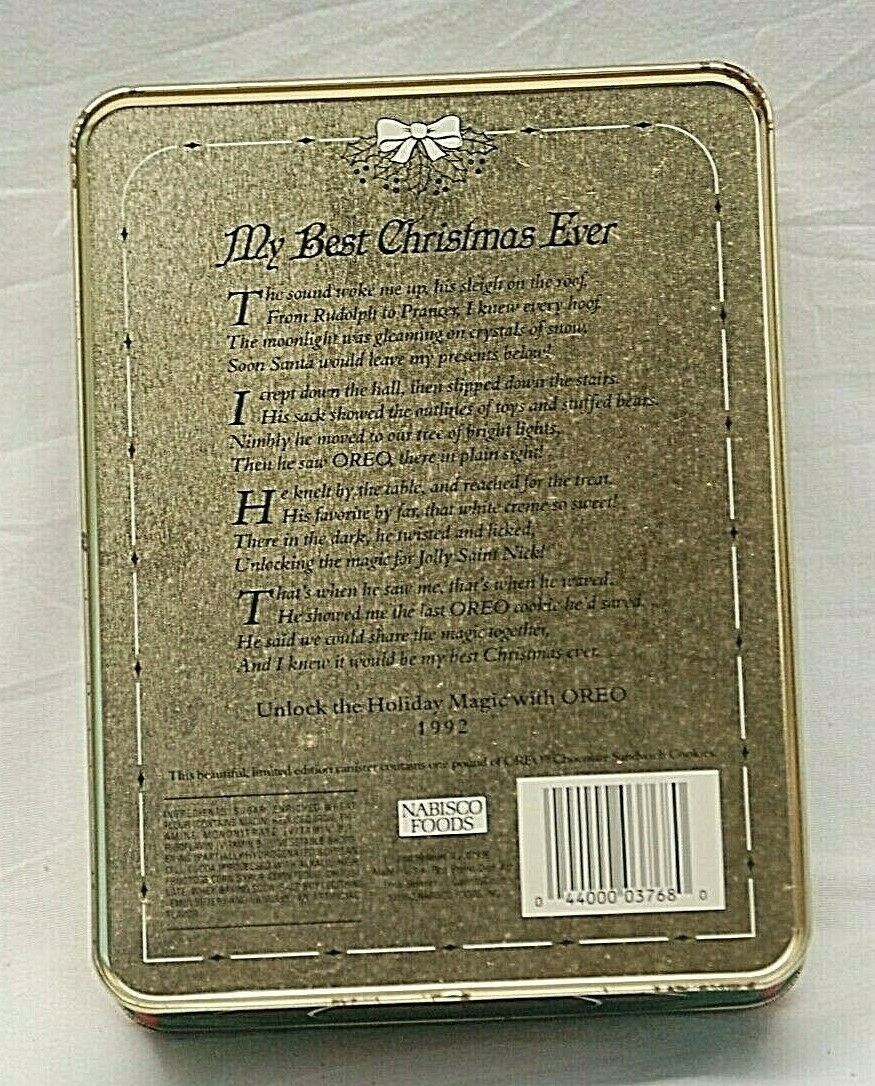 My Best Christmas Ever
The sound woke me up, his sleigh on the roof,
From Rudolph to Prancer, I knew every hoof.
The moonlight was gleaming on crystals of snow,
Soon Santa would leave my presents below!
I crept down the hall, then slipped down the stairs.
His sack showed the outlines of toys and stuffed bears.
Nimbly he moved to our tree of bright lights,
Then he saw OREO, there in plain sight!
He knelt by the table, and reached for the treat.
His favorite by far, that white creme so sweet!
There in the dark, he twisted and licked,
Unlocking the magic for Jolly Saint Nick!
That's when he saw me, that's when he waved.
He showed me the last OREO cookie he'd saved.
He said we could share the magic together,
And I knew it would be my best Christmas ever.
Unlock the Holiday Magic with OREO
1992
This beautiful, limited edition canister contains one pound of OREO® Chocolate Sandwich Cookies.
INGREDIENTS: SUGAR, ENRICHED WHEAT
NABISCO
FOODS
0 44000 03768 0